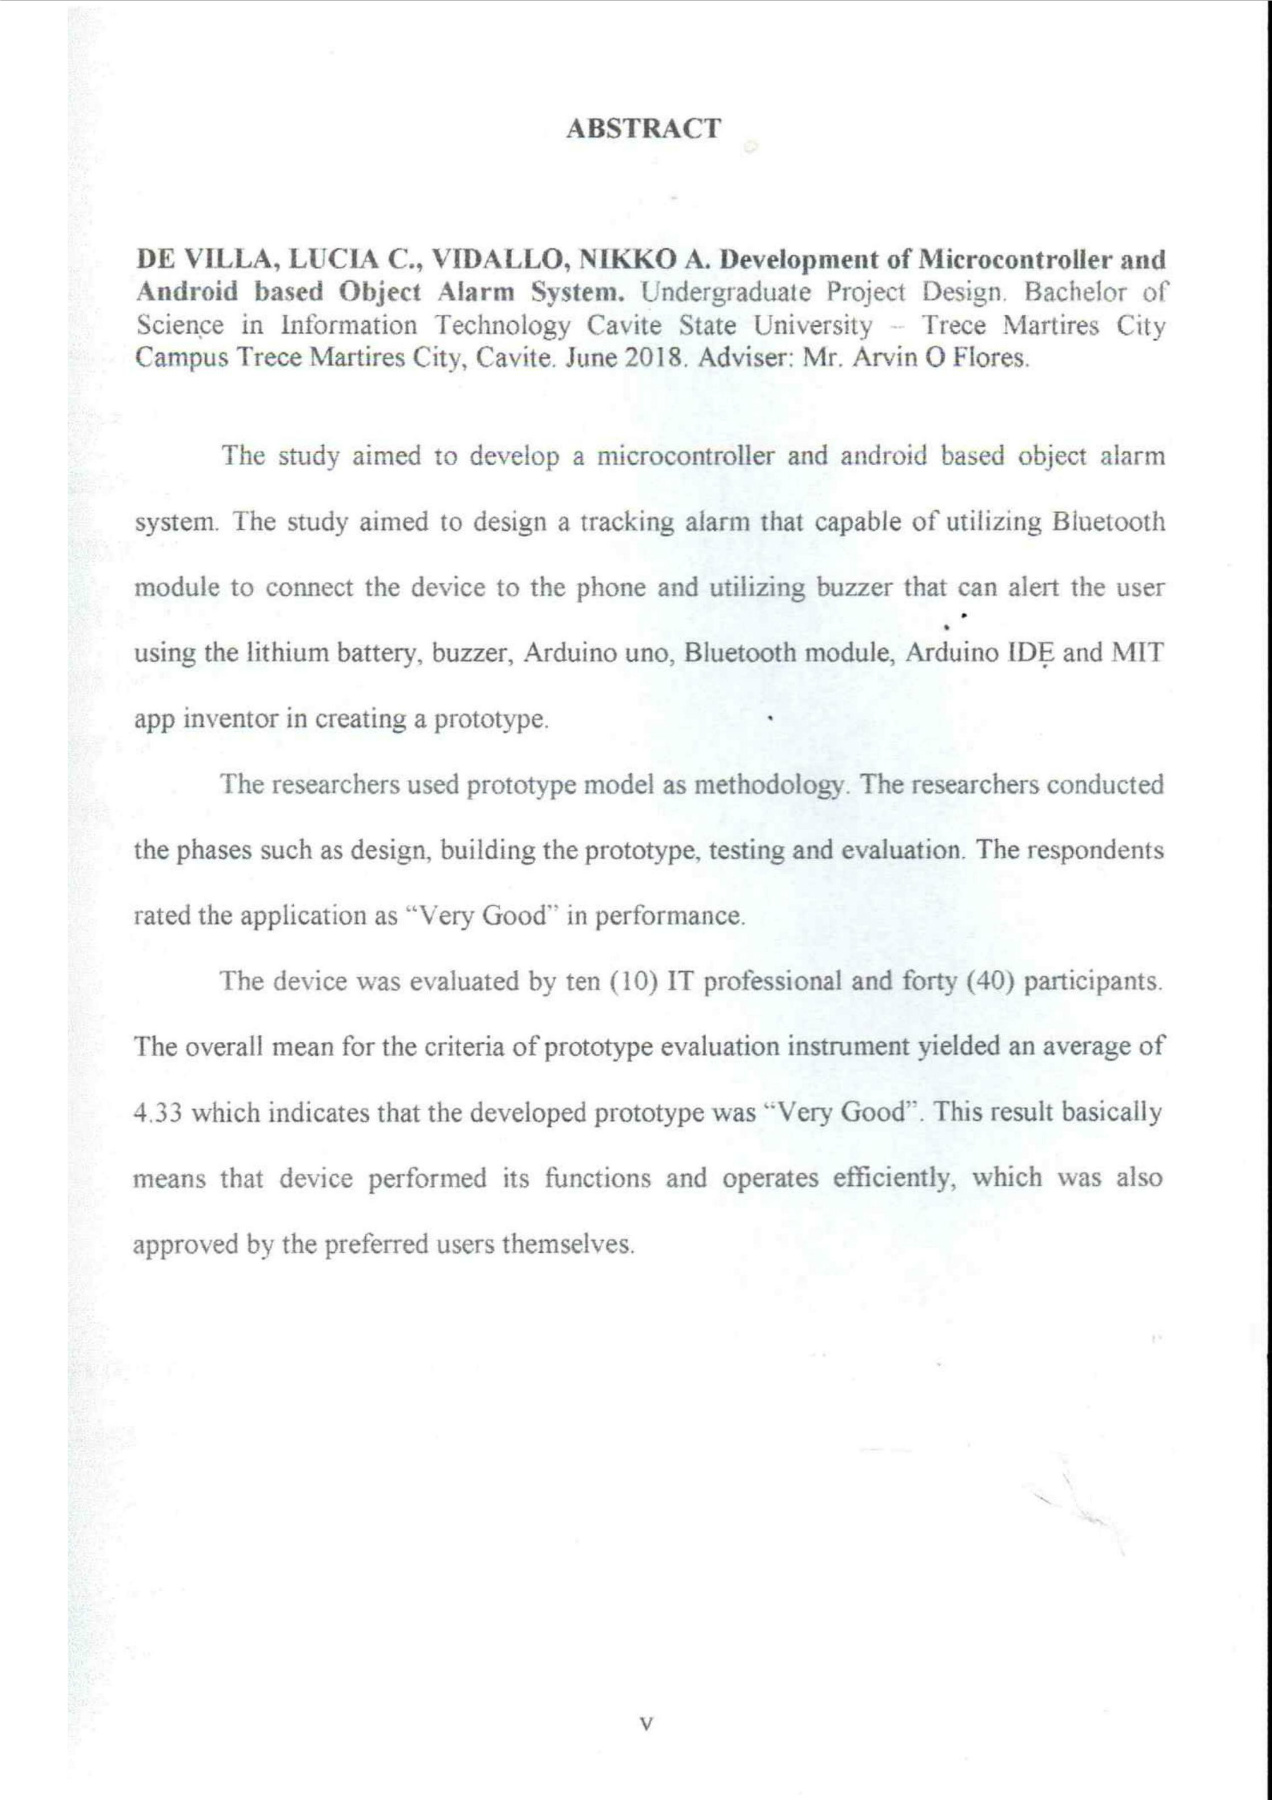 ABSTRACT
DE VILLA, LUCIA C., VIDALLO, NIKKO A. Development of Microcontroller and
Android based Object Alarm System. Undergraduate Project Design. Bachelor of
Science in Information Technology Cavite State University – Trece Martires City
Campus Trece Martires City, Cavite. June 2018. Adviser: Mr. Arvin O Flores.
The study aimed to develop a microcontroller and android based object alarm
system. The study aimed to design a tracking alarm that capable of utilizing Bluetooth
module to connect the device to the phone and utilizing buzzer that can alert the user
using the lithium battery, buzzer, Arduino uno, Bluetooth module, Arduino IDE and MIT
app inventor in creating a prototype.
The researchers used prototype model as methodology. The researchers conducted
the phases such as design, building the prototype, testing and evaluation. The respondents
rated the application as “Very Good” in performance.
The device was evaluated by ten (10) IT professional and forty (40) participants.
The overall mean for the criteria of prototype evaluation instrument yielded an average of
4.33 which indicates that the developed prototype was “Very Good”. This result basically
means that device performed its functions and operates efficiently, which was also
approved by the preferred users themselves.
v